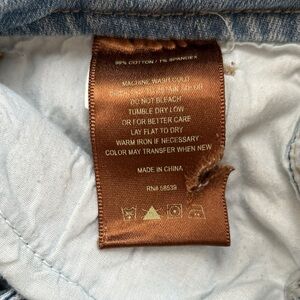 99% COTTON / 1% SPANDEX
MACHINE WASH COLD
DO NOT BLEACH
TUMBLE DRY LOW
OR FOR BETTER CARE
LAY FLAT TO DRY
WARM IRON IF NECESSARY
COLOR MAY TRANSFER WHEN NEW
MADE IN CHINA
RN# 58539